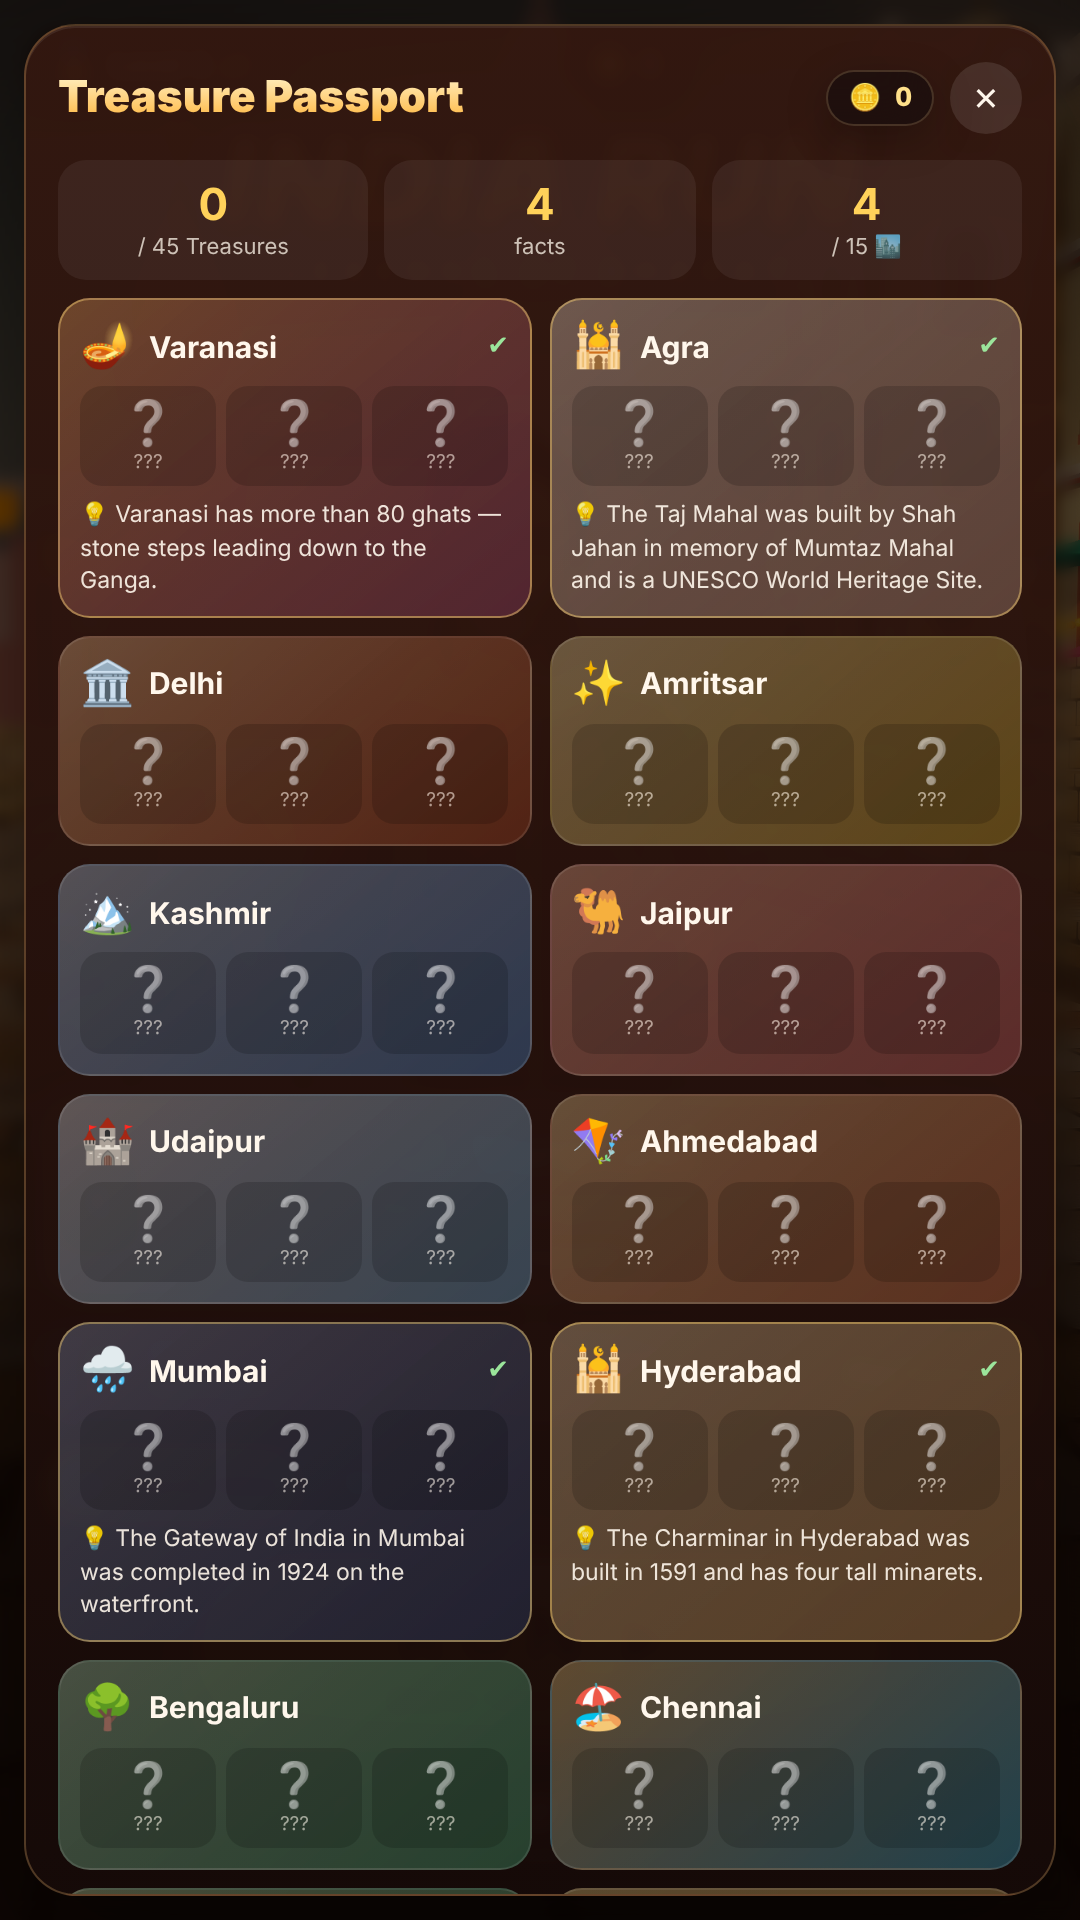 Treasure Passport
0
0
/ 45 Treasures
4
facts
4
/ 15
Varanasi
???
???
???
Varanasi has more than 80 ghats —
stone steps leading down to the
Ganga.
Agra
???
???
???
The Taj Mahal was built by Shah
Jahan in memory of Mumtaz Mahal
and is a UNESCO World Heritage Site.
Delhi
???
???
???
Amritsar
???
???
???
Kashmir
???
???
???
Jaipur
???
???
???
Udaipur
???
???
???
Ahmedabad
???
???
???
Mumbai
???
???
???
The Gateway of India in Mumbai
was completed in 1924 on the
waterfront.
Hyderabad
???
???
???
The Charminar in Hyderabad was
built in 1591 and has four tall minarets.
Bengaluru
???
???
???
Chennai
???
???
???